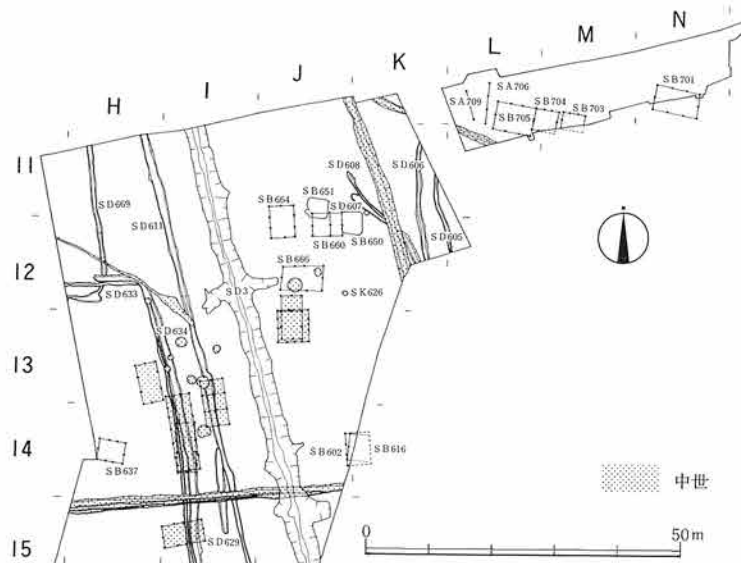 N
M
L
K
J
I
H
SA706
SB701
SA709
SB704
SB703
SB705
11
SD608
SD606
SB651
SD669
SB664
SD607
SD611
SB660
SB650
SD605
12
SB666
SD633
SD3
SK626
SD634
13
14
SB602
SB616
SB637
中世
0
50m
15
SD629